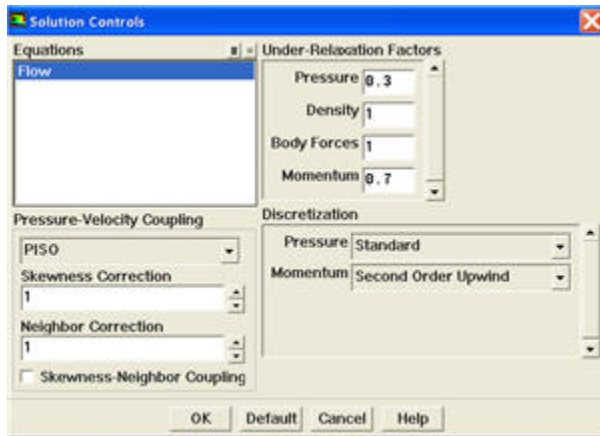 Solution Controls
Equations
Flow
Under-Relaxation Factors
Pressure 0.3
Density 1
Body Forces 1
Momentum 0.7
Pressure-Velocity Coupling
PISO
Skewness Correction
1
Neighbor Correction
1
Skewness-Neighbor Coupling
Discretization
Pressure Standard
Momentum Second Order Upwind
OK Default Cancel Help